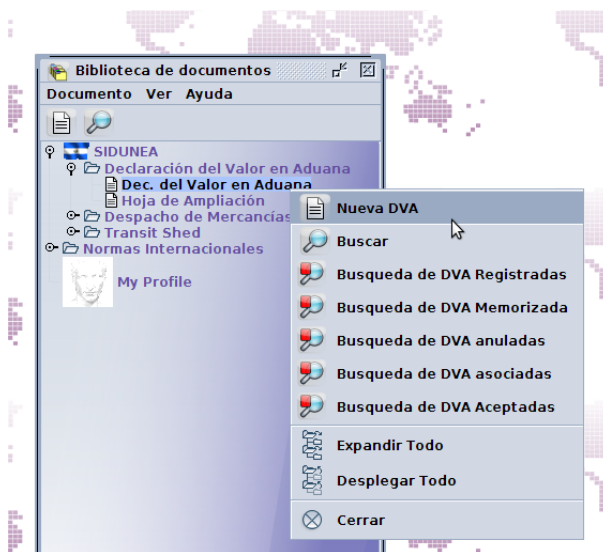 Biblioteca de documentos
Documento Ver Ayuda
SIDUNEA
Declaración del Valor en Aduana
Dec. del Valor en Aduana
Hoja de Ampliación
Despacho de Mercancías
Transit Shed
Normas Internacionales
My Profile
Nueva DVA
Buscar
Busqueda de DVA Registradas
Busqueda de DVA Memorizada
Busqueda de DVA anuladas
Busqueda de DVA asociadas
Busqueda de DVA Aceptadas
Expandir Todo
Desplegar Todo
Cerrar